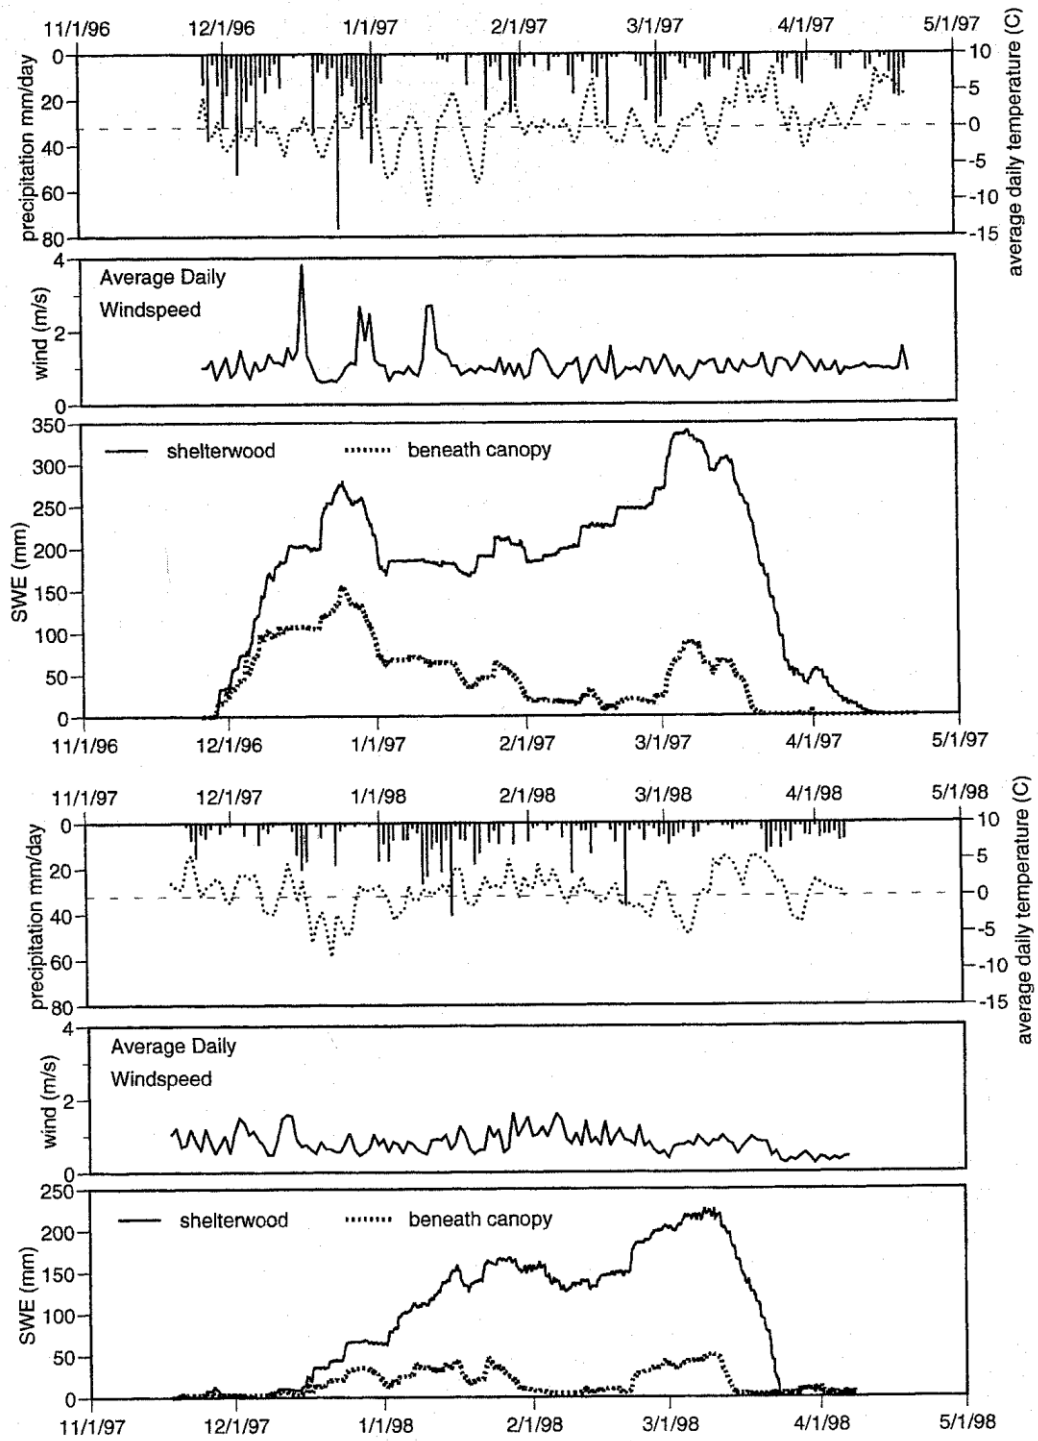 11/1/96 12/1/96 1/1/97 2/1/97 3/1/97 4/1/97 5/1/97
precipitation mm/day
0
20
40
60
80
10
5
0
-5
-10
-15
average daily temperature (C)
Average Daily
Windspeed
wind (m/s)
4
2
0
shelterwood beneath canopy
SWE (mm)
350
300
250
200
150
100
50
0
11/1/96 12/1/96 1/1/97 2/1/97 3/1/97 4/1/97 5/1/97
11/1/97 12/1/97 1/1/98 2/1/98 3/1/98 4/1/98 5/1/98
precipitation mm/day
0
20
40
60
80
10
5
0
-5
-10
-15
average daily temperature (C)
Average Daily
Windspeed
wind (m/s)
4
2
0
shelterwood beneath canopy
SWE (mm)
250
200
150
100
50
0
11/1/97 12/1/97 1/1/98 2/1/98 3/1/98 4/1/98 5/1/98